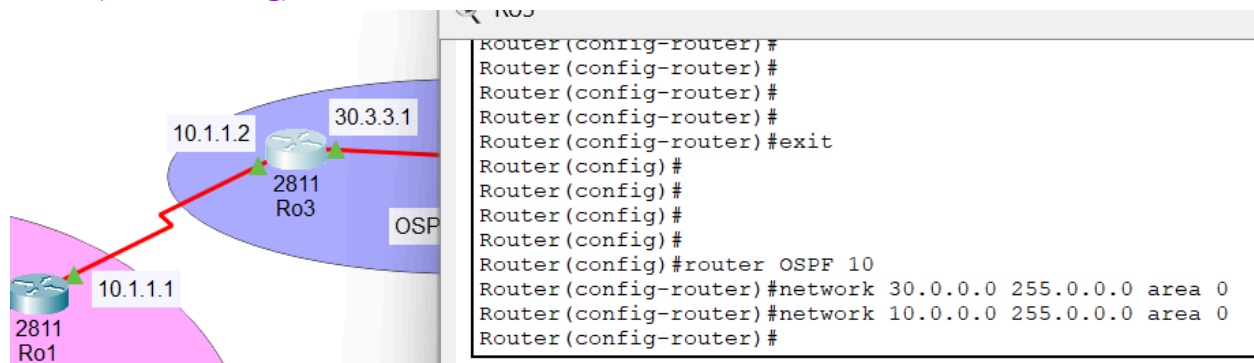 Ro3
Router(config-router)#
Router(config-router)#
Router(config-router)#
Router(config-router)#
Router(config-router)#exit
Router(config)#
Router(config)#
Router(config)#
Router(config)#
Router(config)#router OSPF 10
Router(config-router)#network 30.0.0.0 255.0.0.0 area 0
Router(config-router)#network 10.0.0.0 255.0.0.0 area 0
Router(config-router)#
10.1.1.2
30.3.3.1
2811
Ro3
OSP
10.1.1.1
2811
Ro1